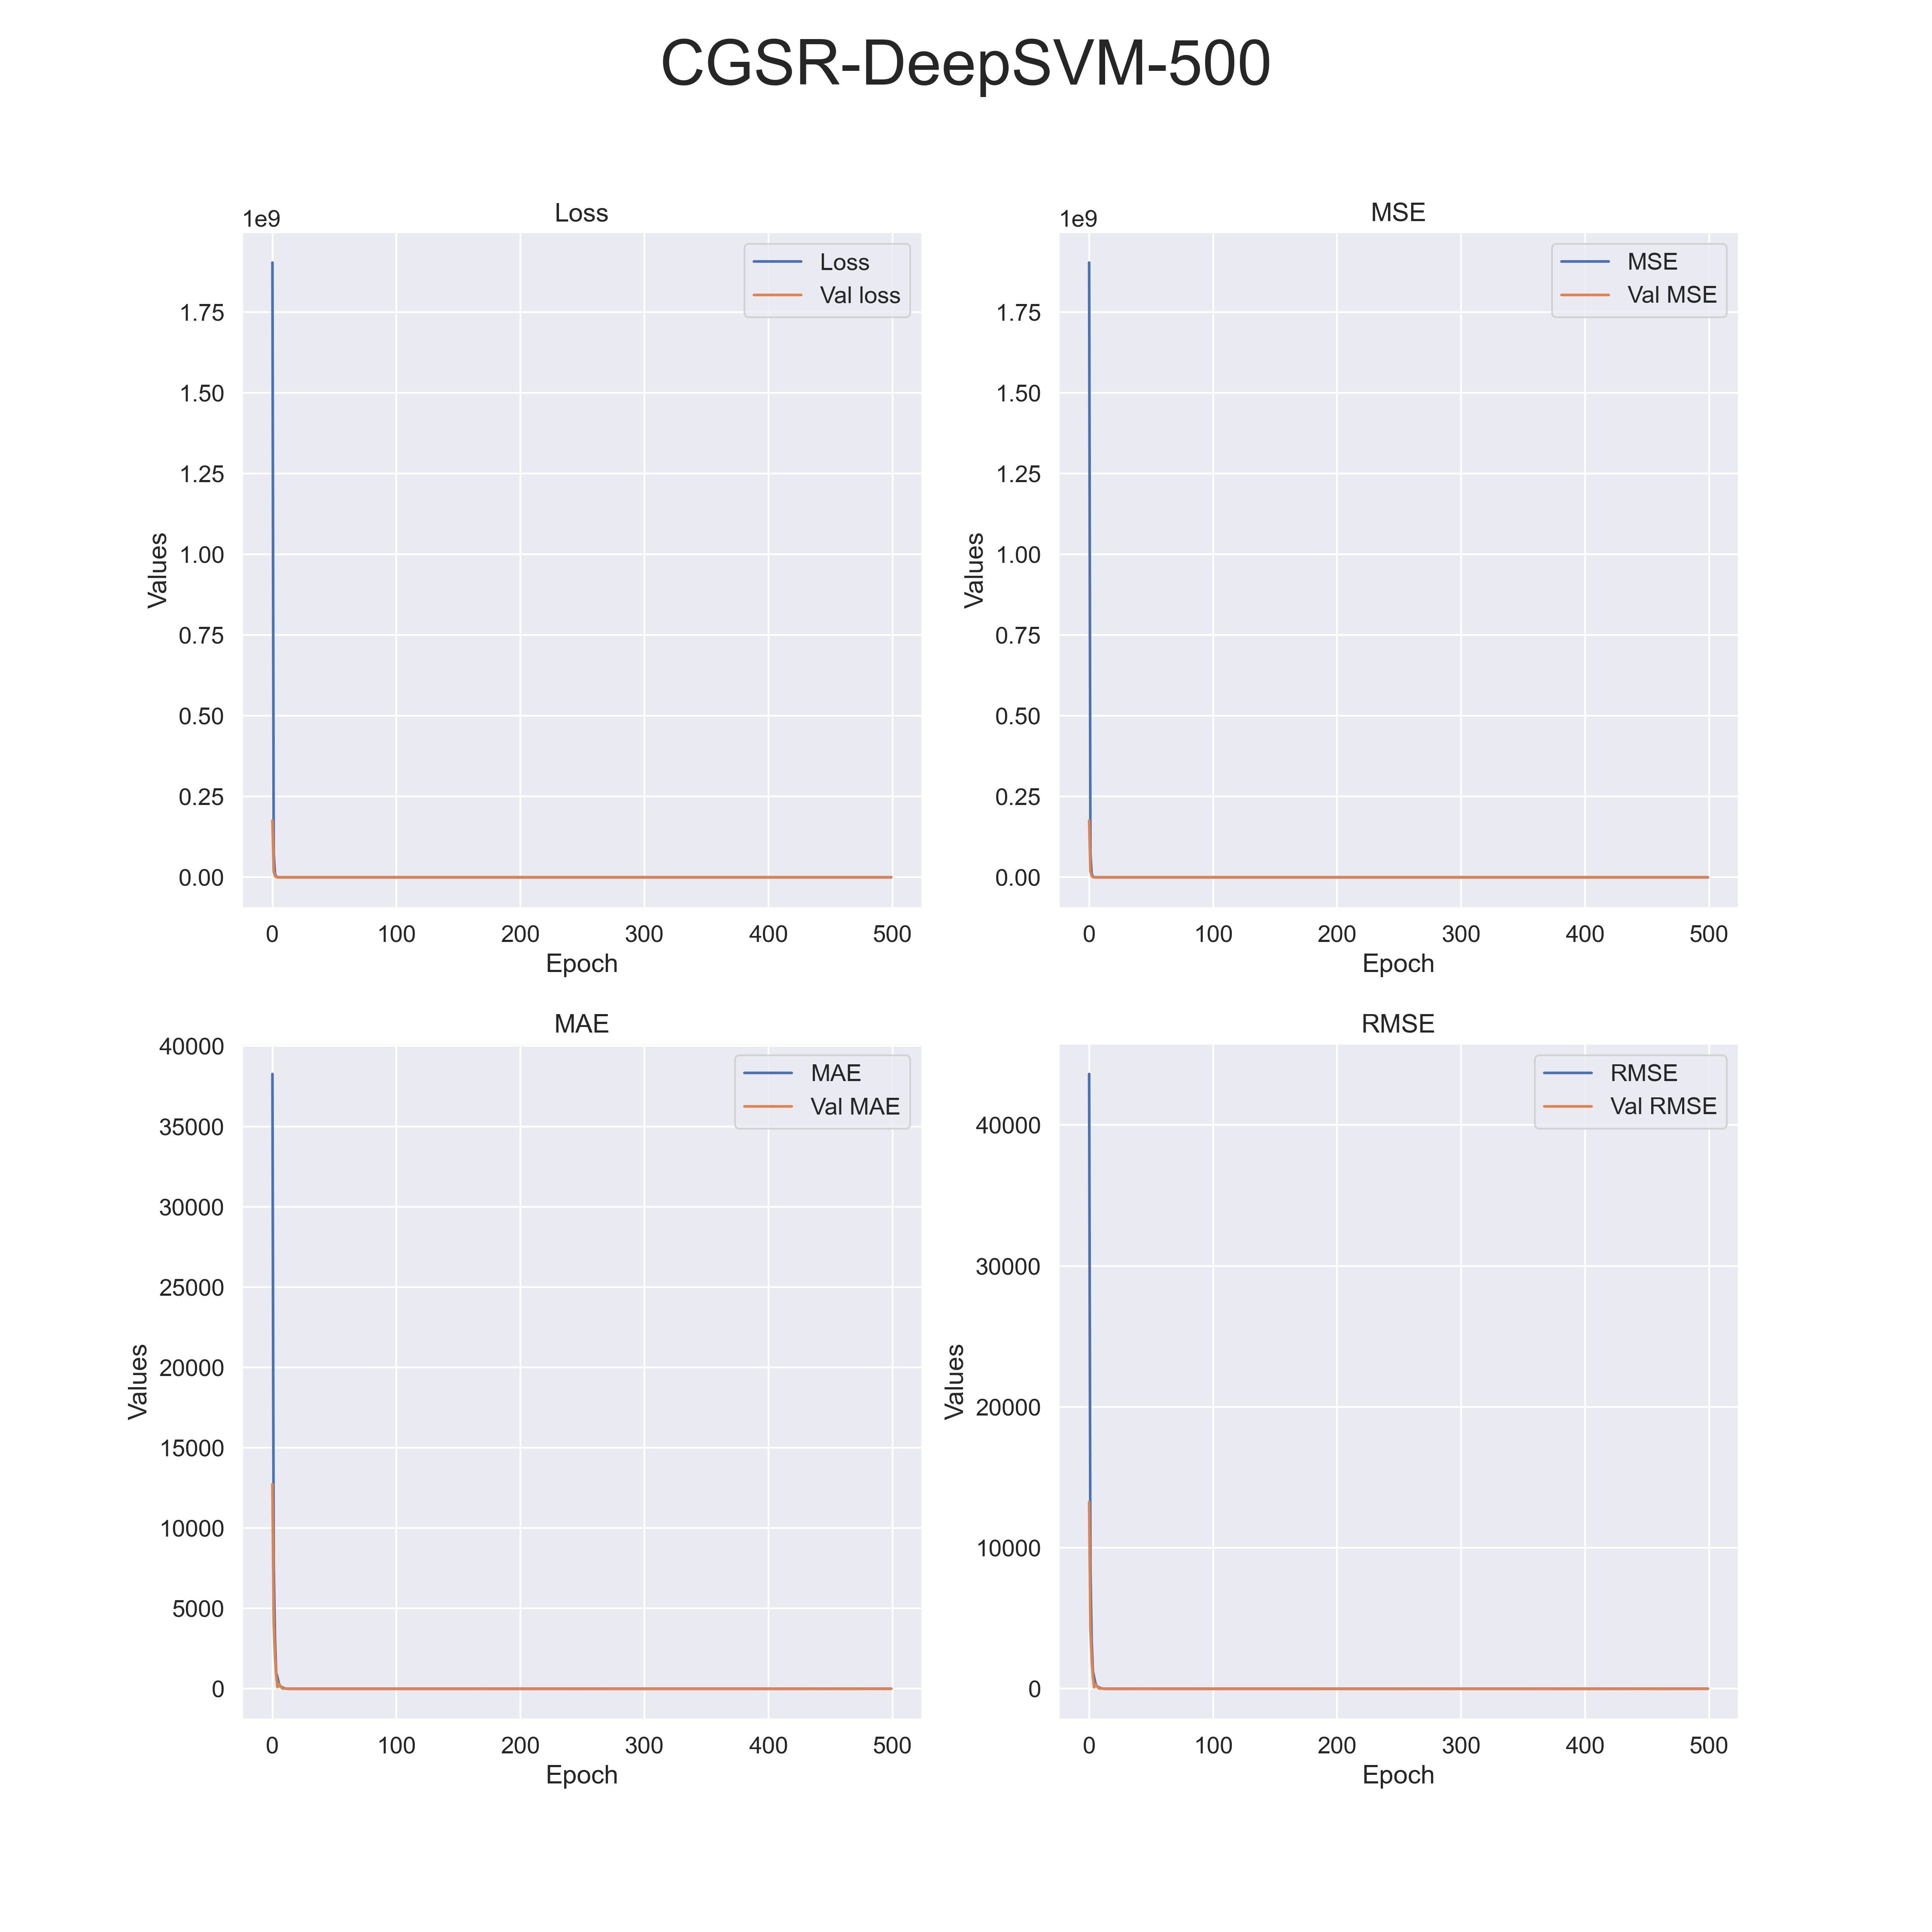 CGSR-DeepSVM-500
Loss
1e9
Values
1.75
1.50
1.25
1.00
0.75
0.50
0.25
0.00
0 100 200 300 400 500
Epoch
Loss
Val loss
MSE
1e9
Values
1.75
1.50
1.25
1.00
0.75
0.50
0.25
0.00
0 100 200 300 400 500
Epoch
MSE
Val MSE
MAE
Values
40000
35000
30000
25000
20000
15000
10000
5000
0
0 100 200 300 400 500
Epoch
MAE
Val MAE
RMSE
Values
40000
30000
20000
10000
0
0 100 200 300 400 500
Epoch
RMSE
Val RMSE